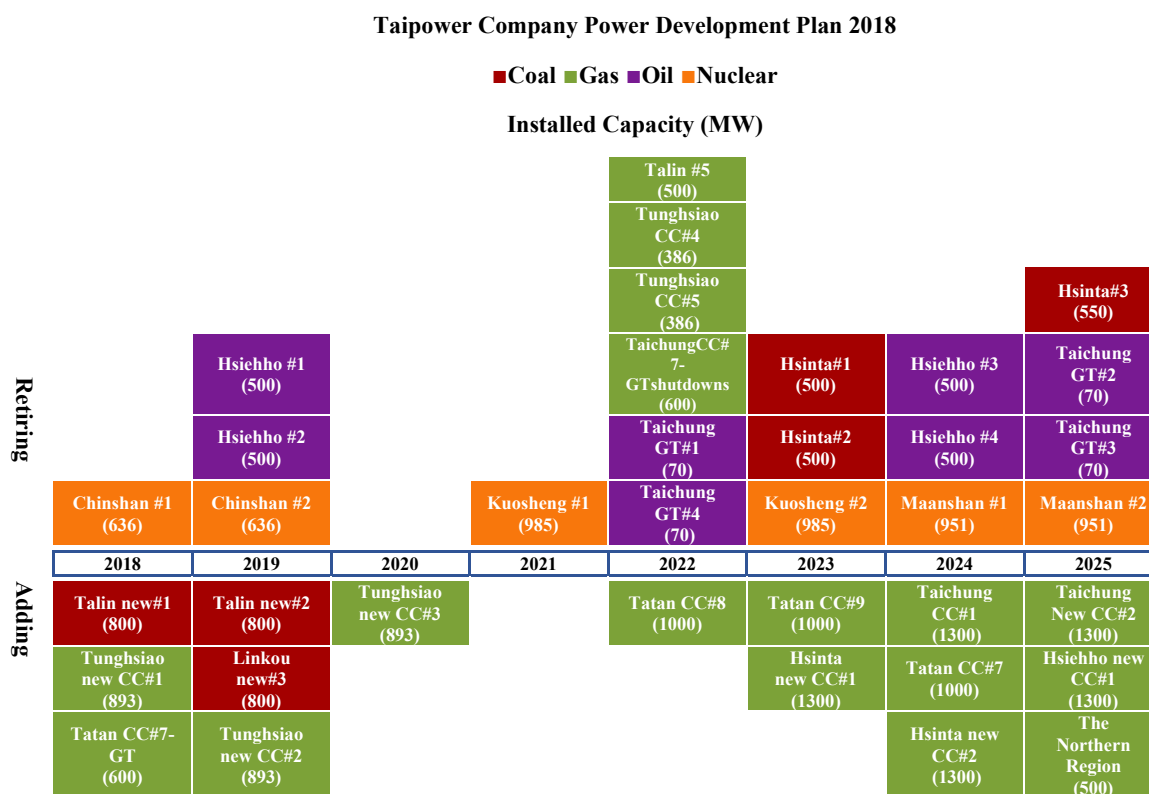 Taipower Company Power Development Plan 2018
Coal Gas Oil Nuclear
Installed Capacity (MW)
Retiring
Chinshan #1
(636)
Hsiehho #1
(500)
Hsiehho #2
(500)
Chinshan #2
(636)
Kuosheng #1
(985)
Talin #5
(500)
Tunghsiao
CC#4
(386)
Tunghsiao
CC#5
(386)
TaichungCC#
7-
GTshutdowns
(600)
Taichung
GT#1
(70)
Taichung
GT#4
(70)
Hsinta#1
(500)
Hsinta#2
(500)
Kuosheng #2
(985)
Hsiehho #3
(500)
Hsiehho #4
(500)
Maanshan #1
(951)
Hsinta#3
(550)
Taichung
GT#2
(70)
Taichung
GT#3
(70)
Maanshan #2
(951)
2018 2019 2020 2021 2022 2023 2024 2025
Adding
Talin new#1
(800)
Tunghsiao
new CC#1
(893)
Tatan CC#7-
GT
(600)
Talin new#2
(800)
Linkou
new#3
(800)
Tunghsiao
new CC#2
(893)
Tunghsiao
new CC#3
(893)
Tatan CC#8
(1000)
Tatan CC#9
(1000)
Hsinta
new CC#1
(1300)
Taichung
CC#1
(1300)
Tatan CC#7
(1000)
Hsinta new
CC#2
(1300)
Taichung
New CC#2
(1300)
Hsiehho new
CC#1
(1300)
The
Northern
Region
(500)